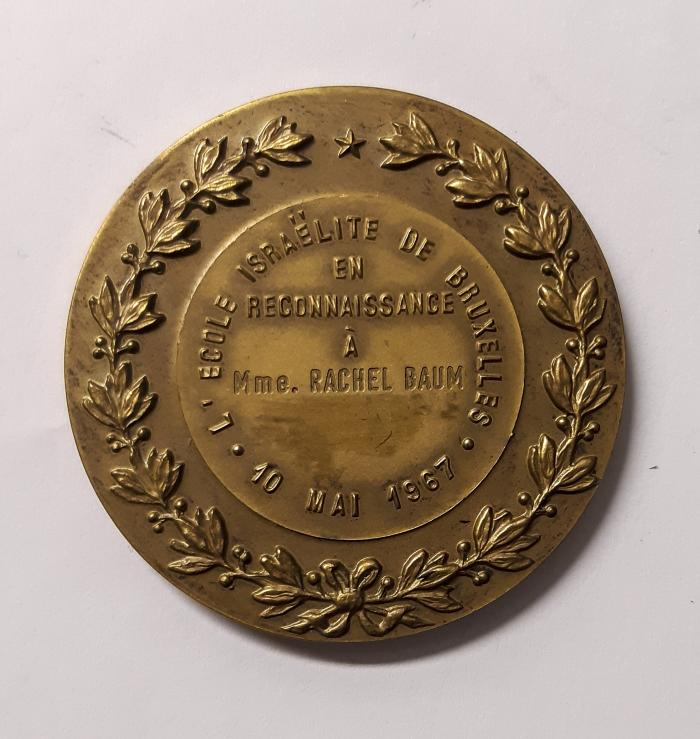 L'ECOLE ISRAËLITE DE BRUXELLES
EN
RECONNAISSANCE
À
Mme. RACHEL BAUM
• 10 MAI 1967 •